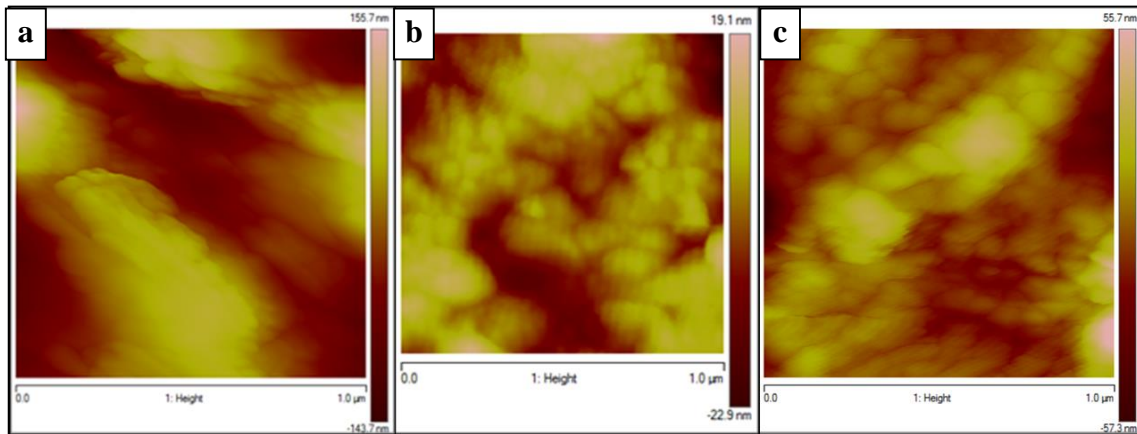 a
155.7 nm
0.0
1: Height
1.0 µm
-143.7 nm
b
19.1 nm
0.0
1: Height
1.0 µm
-22.9 nm
c
55.7 nm
0.0
1: Height
1.0 µm
-57.3 nm